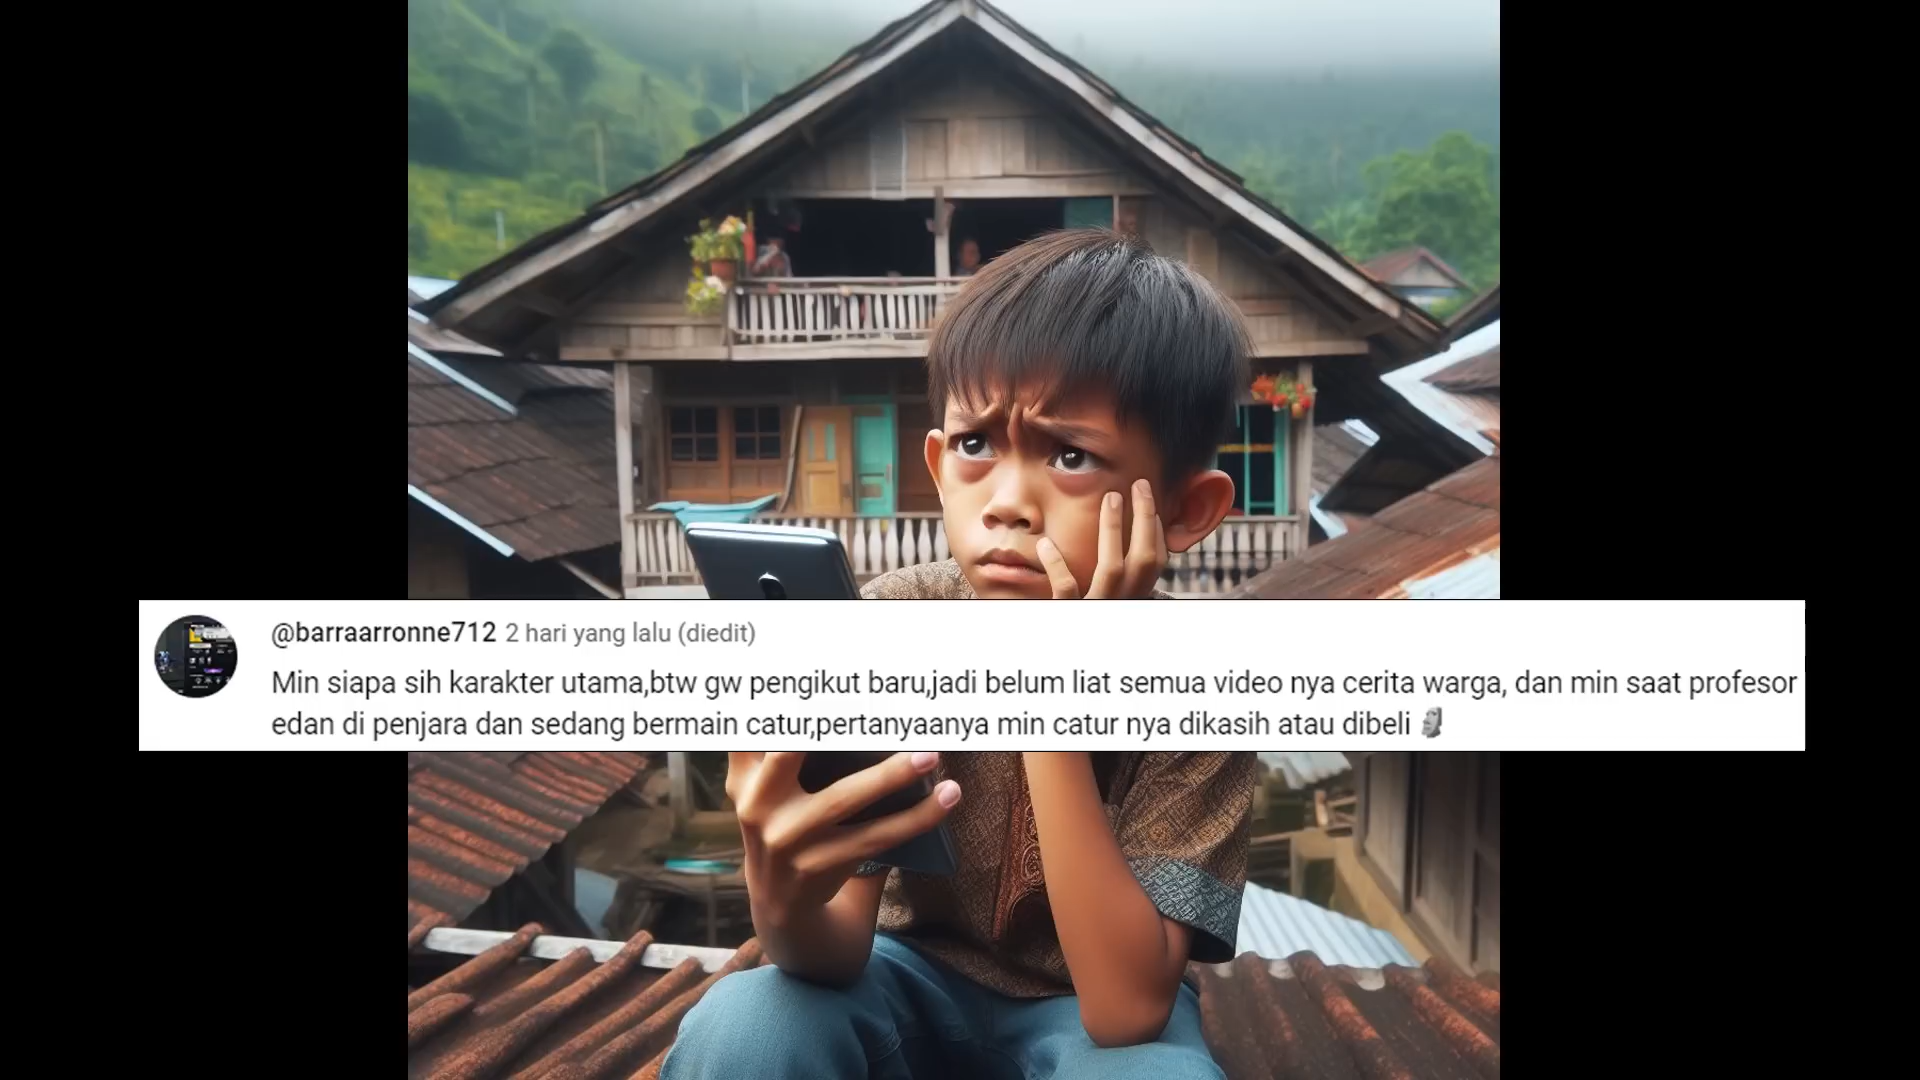 @barraarronne712 2 hari yang lalu (diedit)
Min siapa sih karakter utama,btw gw pengikut baru,jadi belum liat semua video nya cerita warga, dan min saat profesor
edan di penjara dan sedang bermain catur,pertanyaanya min catur nya dikasih atau dibeli 🗿